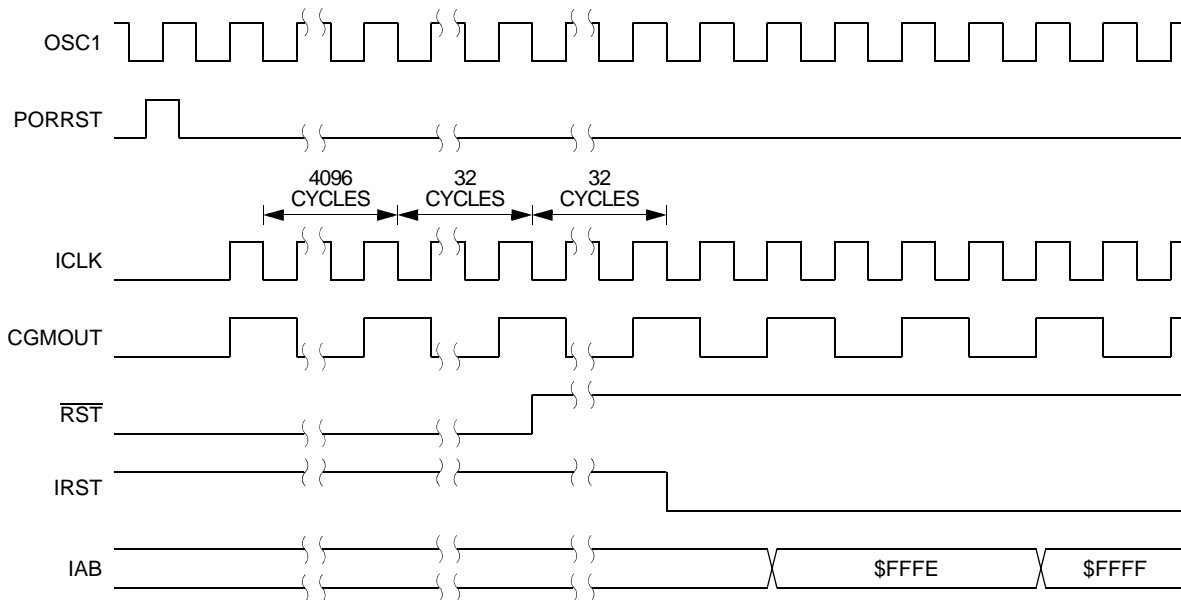 OSC1
PORRST
4096
CYCLES
32
CYCLES
32
CYCLES
ICLK
CGMOUT
RST
IRST
IAB
$FFFE
$FFFF